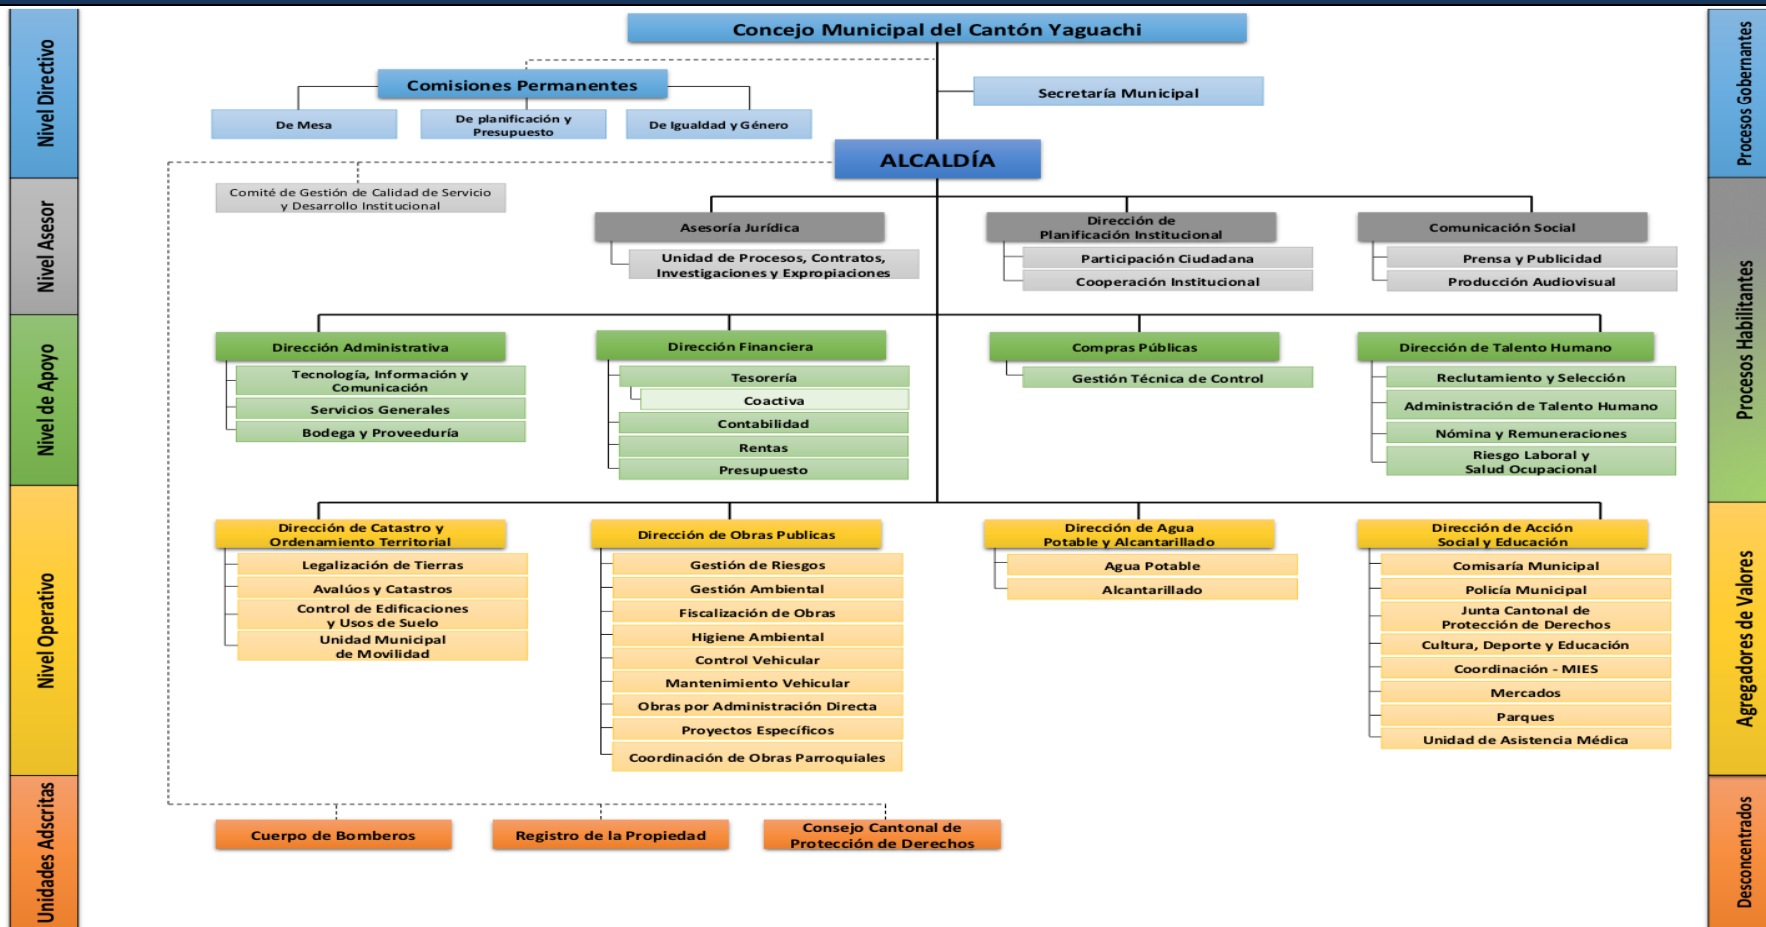 Concejo Municipal del Cantón Yaguachi
Comisiones Permanentes
Secretaría Municipal
De Mesa
De planificación y
Presupuesto
De Igualdad y Género
ALCALDÍA
Comité de Gestión de Calidad de Servicio
y Desarrollo Institucional
Asesoría Jurídica
Unidad de Procesos, Contratos,
Investigaciones y Expropiaciones
Dirección de
Planificación Institucional
Participación Ciudadana
Cooperación Institucional
Comunicación Social
Prensa y Publicidad
Producción Audiovisual
Dirección Administrativa
Tecnología, Información y
Comunicación
Servicios Generales
Bodega y Proveeduría
Dirección Financiera
Tesorería
Coactiva
Contabilidad
Rentas
Presupuesto
Compras Públicas
Gestión Técnica de Control
Dirección de Talento Humano
Reclutamiento y Selección
Administración de Talento Humano
Nómina y Remuneraciones
Riesgo Laboral y
Salud Ocupacional
Dirección de Catastro y
Ordenamiento Territorial
Legalización de Tierras
Avalúos y Catastros
Control de Edificaciones
y Usos de Suelo
Unidad Municipal
de Movilidad
Dirección de Obras Publicas
Gestión de Riesgos
Gestión Ambiental
Fiscalización de Obras
Higiene Ambiental
Control Vehicular
Mantenimiento Vehicular
Obras por Administración Directa
Proyectos Específicos
Coordinación de Obras Parroquiales
Dirección de Agua
Potable y Alcantarillado
Agua Potable
Alcantarillado
Dirección de Acción
Social y Educación
Comisaría Municipal
Policía Municipal
Junta Cantonal de
Protección de Derechos
Cultura, Deporte y Educación
Coordinación - MIES
Mercados
Parques
Unidad de Asistencia Médica
Cuerpo de Bomberos
Registro de la Propiedad
Consejo Cantonal de
Protección de Derechos
Nivel Directivo
Nivel Asesor
Nivel de Apoyo
Nivel Operativo
Unidades Adscritas
Procesos Gobernantes
Procesos Habilitantes
Agregadores de Valores
Desconcentrados